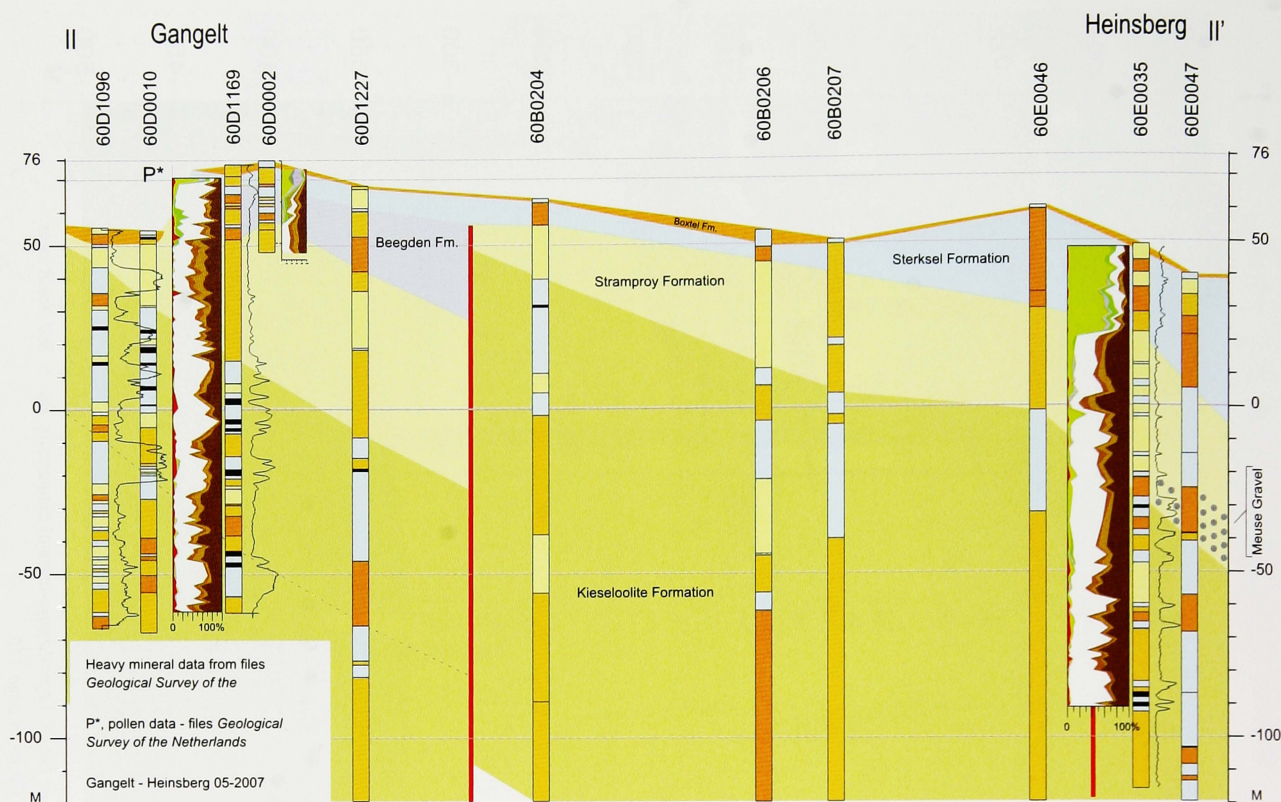 II Gangelt Heinsberg II'
60D1096 60D0010 60D1169 60D0002 60D1227 60B0204 60B0206 60B0207 60E0046 60E0035 60E0047
76 76
P*
Boxtel Fm.
50 Beegden Fm. 50
Sterksel Formation
Stramproy Formation
0 0
Meuse Gravel
-50 -50
Kieseloolite Formation
0 100%
Heavy mineral data from files
Geological Survey of the
P*, pollen data - files Geological
Survey of the Netherlands
0 100%
-100 -100
Gangelt - Heinsberg 05-2007
M M